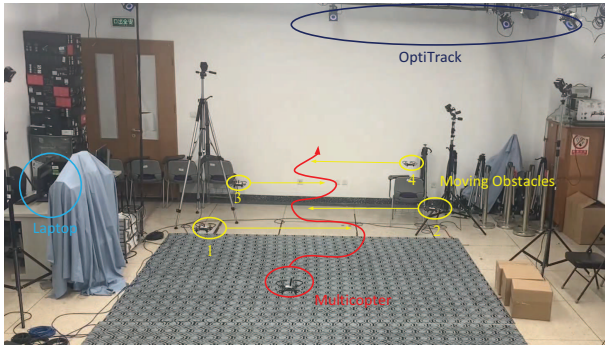 OptiTrack
4
3
Moving Obstacles
Laptop
2
1
Multicopter